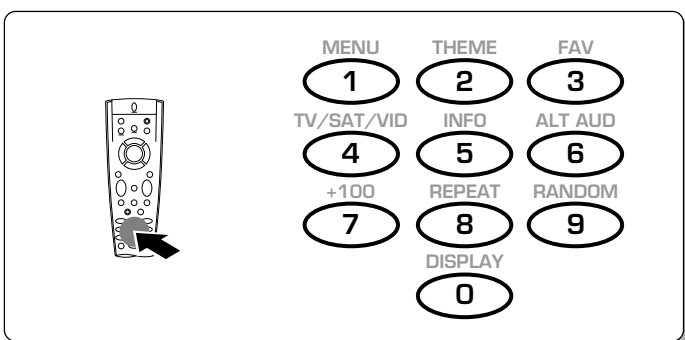 MENU THEME FAV
1 2 3
TV/SAT/VID INFO ALT AUD
4 5 6
+100 REPEAT RANDOM
7 8 9
DISPLAY
0